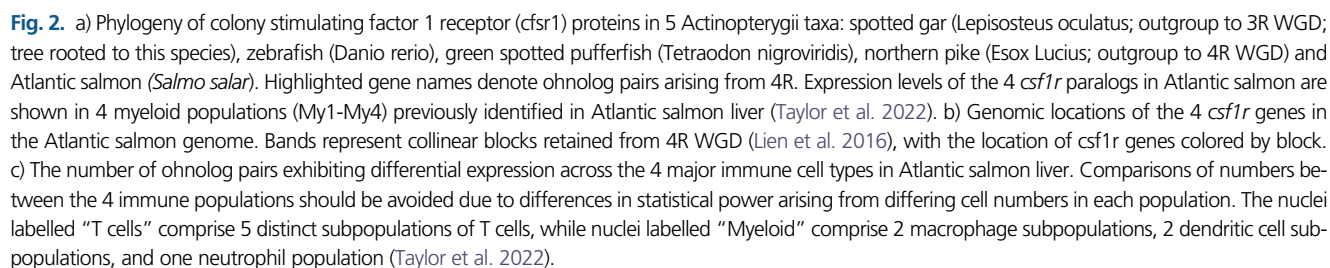 Fig. 2. a) Phylogeny of colony stimulating factor 1 receptor (cfsr1) proteins in 5 Actinopterygii taxa: spotted gar (Lepisosteus oculatus; outgroup to 3R WGD;
tree rooted to this species), zebrafish (Danio rerio), green spotted pufferfish (Tetraodon nigroviridis), northern pike (Esox Lucius; outgroup to 4R WGD) and
Atlantic salmon (Salmo salar). Highlighted gene names denote ohnolog pairs arising from 4R. Expression levels of the 4 csf1r paralogs in Atlantic salmon are
shown in 4 myeloid populations (My1-My4) previously identified in Atlantic salmon liver (Taylor et al. 2022). b) Genomic locations of the 4 csf1r genes in
the Atlantic salmon genome. Bands represent collinear blocks retained from 4R WGD (Lien et al. 2016), with the location of csf1r genes colored by block.
c) The number of ohnolog pairs exhibiting differential expression across the 4 major immune cell types in Atlantic salmon liver. Comparisons of numbers be-
tween the 4 immune populations should be avoided due to differences in statistical power arising from differing cell numbers in each population. The nuclei
labelled “T cells” comprise 5 distinct subpopulations of T cells, while nuclei labelled “Myeloid” comprise 2 macrophage subpopulations, 2 dendritic cell sub-
populations, and one neutrophil population (Taylor et al. 2022).